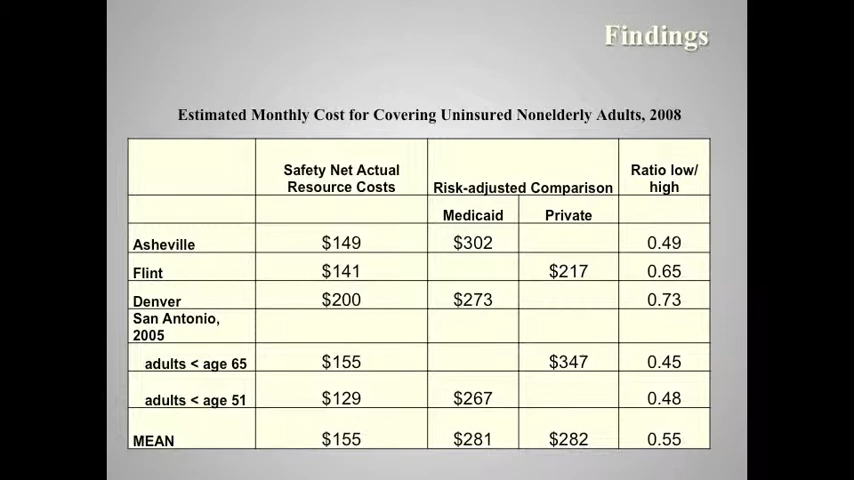 Findings
Estimated Monthly Cost for Covering Uninsured Nonelderly Adults, 2008
Safety Net Actual
Resource Costs
Risk-adjusted Comparison
Ratio low/
high
Medicaid Private
Asheville $149 $302 0.49
Flint $141 $217 0.65
Denver $200 $273 0.73
San Antonio,
2005
adults < age 65 $155 $347 0.45
adults < age 51 $129 $267 0.48
MEAN $155 $281 $282 0.55